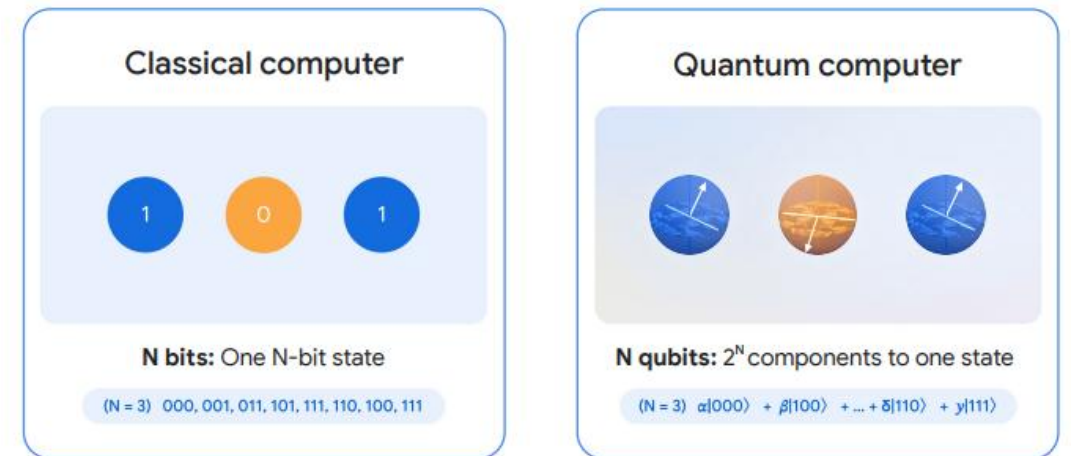 Classical computer
1 0 1
N bits: One N-bit state
(N = 3) 000, 001, 011, 101, 111, 110, 100, 111
Quantum computer
N qubits: 2ᴺ components to one state
(N = 3) α|000⟩ + β|100⟩ + ... + δ|110⟩ + y|111⟩